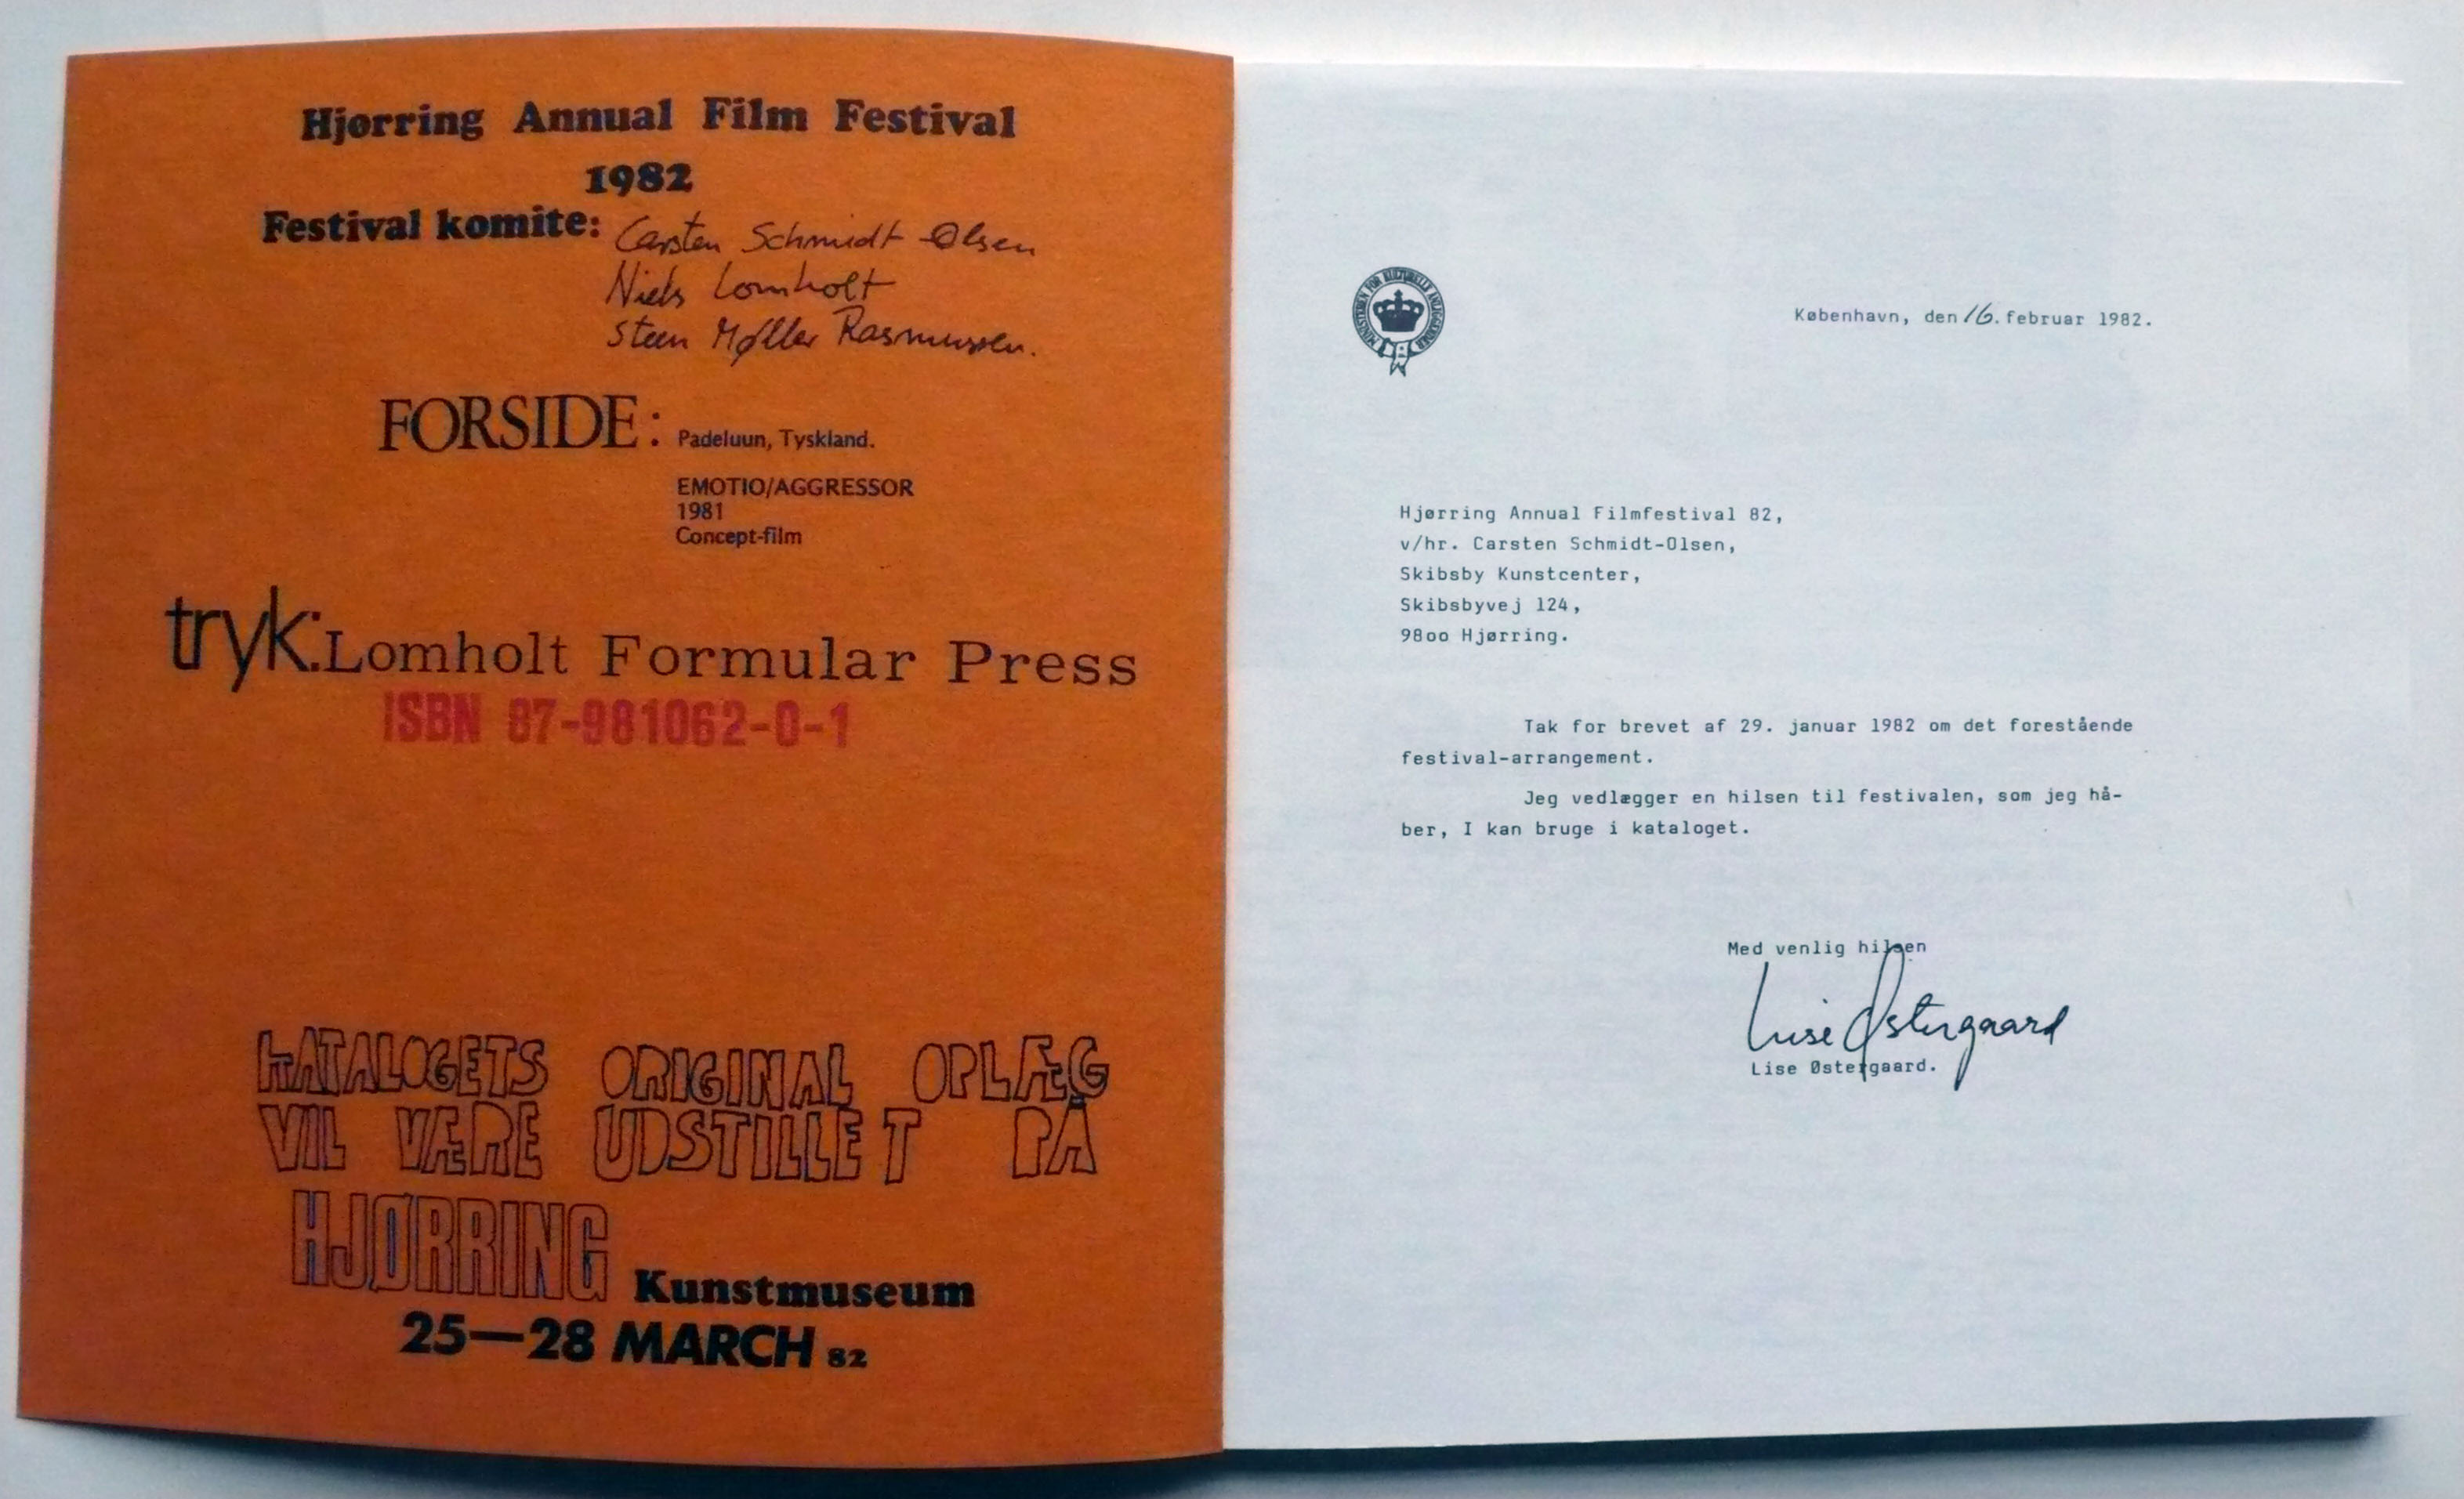 Hjørring Annual Film Festival
1982
Festival komite: Carsten Schmidt-Olsen
Niels Lomholt
Steen Møller Rasmussen.
FORSIDE: Padeluun, Tyskland.
EMOTIO/AGGRESSOR
1981
Concept-film
tryk: Lomholt Formular Press
ISBN 87-981062-0-1
KATALOGETS ORIGINAL OPLÆG
VIL VÆRE UDSTILLET PÅ
HJØRRING Kunstmuseum
25—28 MARCH 82
MINISTERIET FOR KULTURELLE ANLIGGENDER
København, den 16. februar 1982.
Hjørring Annual Filmfestival 82,
v/hr. Carsten Schmidt-Olsen,
Skibsby Kunstcenter,
Skibsbyvej 124,
98oo Hjørring.
Tak for brevet af 29. januar 1982 om det forestående
festival-arrangement.
Jeg vedlægger en hilsen til festivalen, som jeg hå-
ber, I kan bruge i kataloget.
Med venlig hilsen
Lise Østergaard
Lise Østergaard.